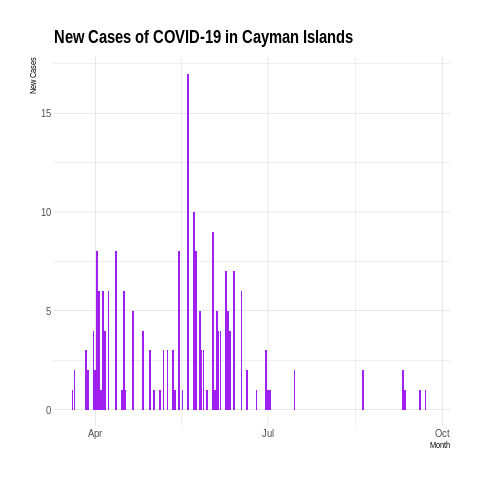 New Cases of COVID-19 in Cayman Islands
New Cases
15
10
5
0
Apr
Jul
Oct
Month